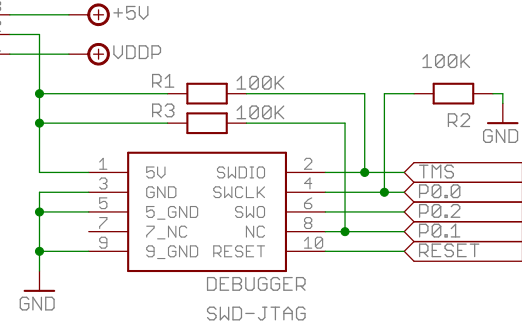 +5V
VDDP
R1 100K
R3 100K
100K
R2
GND
1 5V SWDIO 2 TMS
3 GND SWCLK 4 P0.0
5 5_GND SWO 6 P0.2
7 7_NC NC 8 P0.1
9 9_GND RESET 10 RESET
GND
DEBUGGER
SWD-JTAG